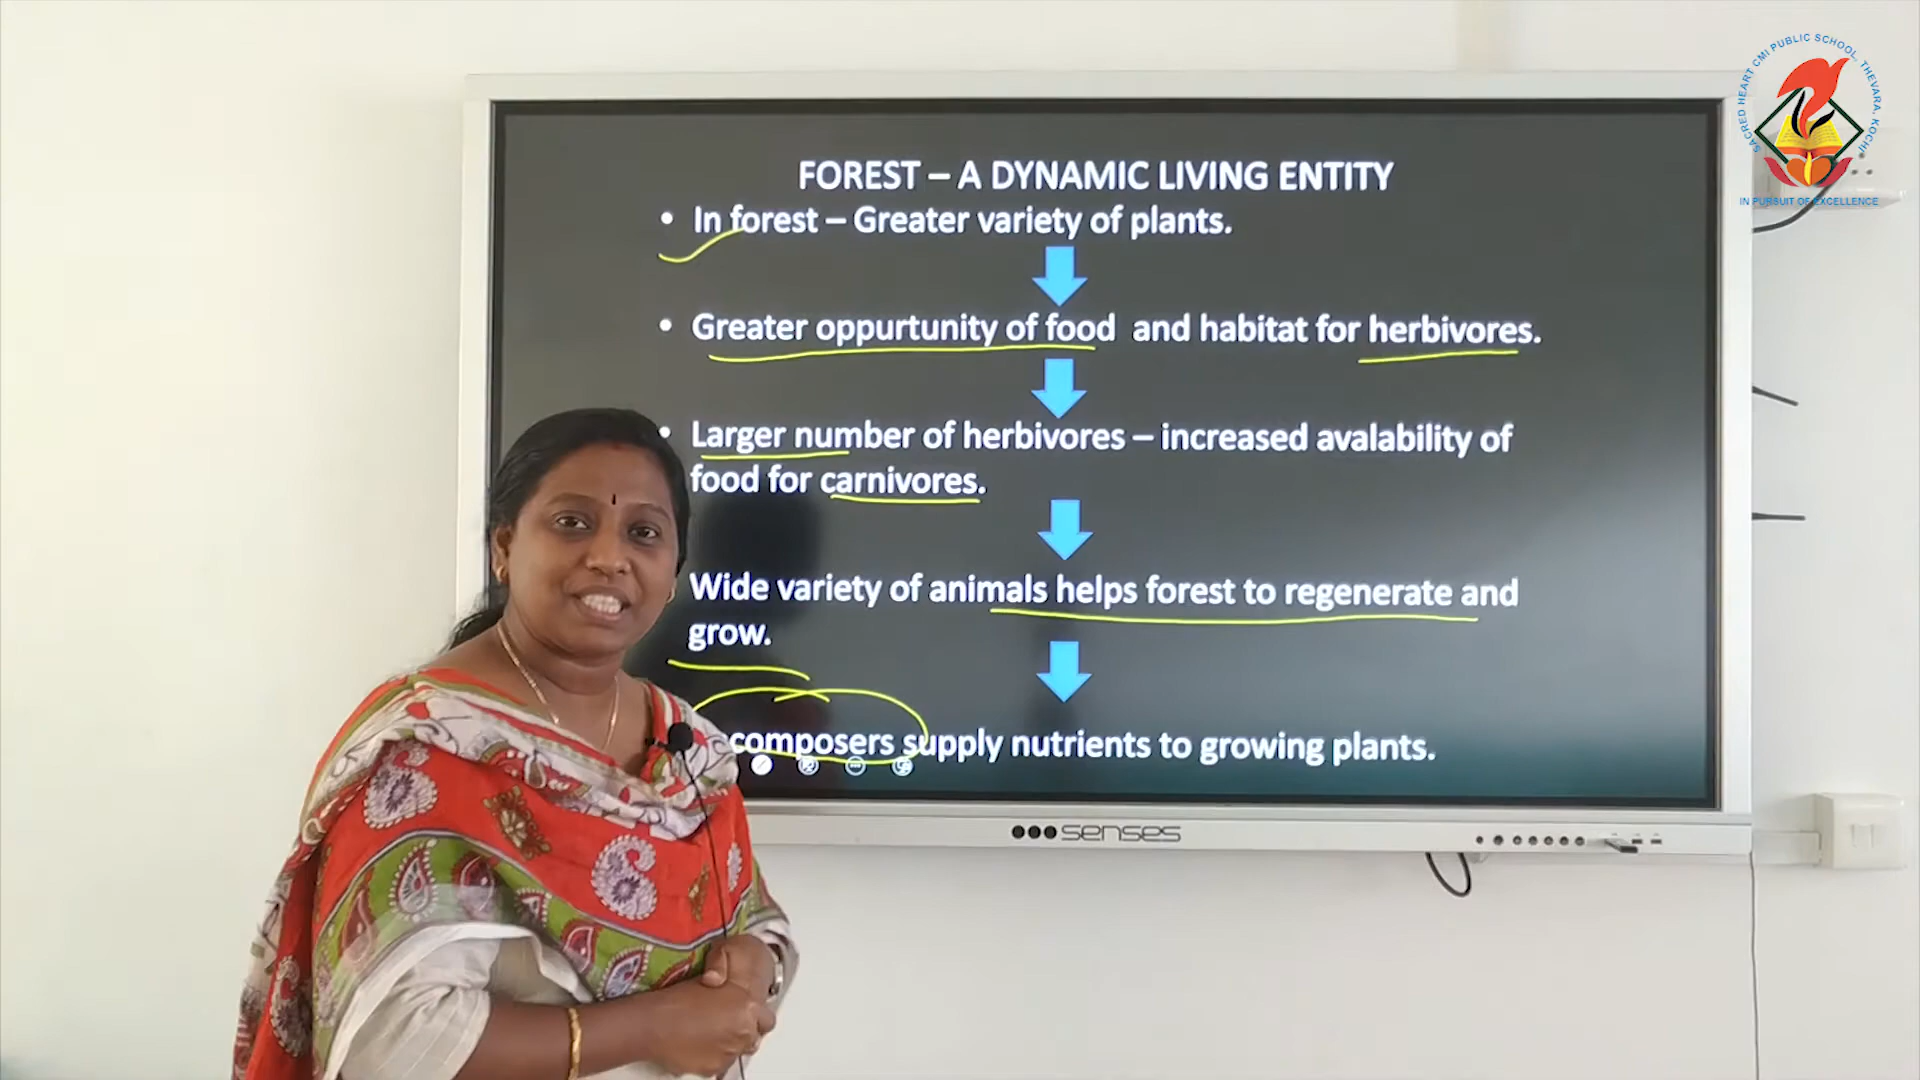 SACRED HEART CMI PUBLIC SCHOOL, THEVARA, KOCHI
IN PURSUIT OF EXCELLENCE
FOREST – A DYNAMIC LIVING ENTITY
• In forest – Greater variety of plants.
• Greater oppurtunity of food and habitat for herbivores.
• Larger number of herbivores – increased avalability of
food for carnivores.
Wide variety of animals helps forest to regenerate and
grow.
composers supply nutrients to growing plants.
senses